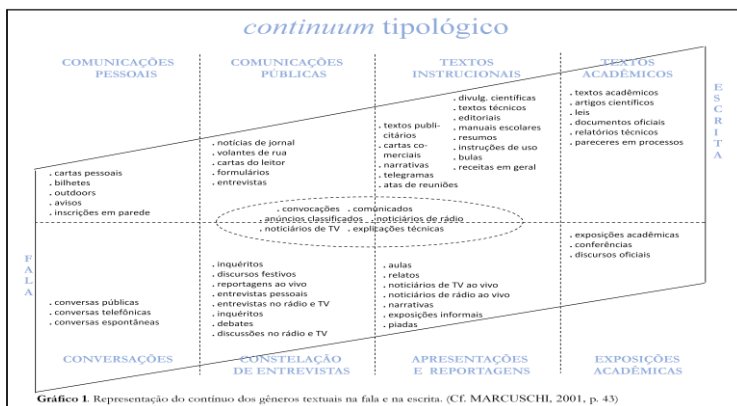 continuum tipológico
COMUNICAÇÕES
PESSOAIS
COMUNICAÇÕES
PÚBLICAS
TEXTOS
INSTRUCIONAIS
TEXTOS
ACADÊMICOS
ESCRITA
. cartas pessoais
. bilhetes
. outdoors
. avisos
. inscrições em parede
. notícias de jornal
. volantes de rua
. cartas do leitor
. formulários
. entrevistas
. textos publi-
citários
. cartas co-
merciais
. narrativas
. telegramas
. atas de reuniões
. divulg. científicas
. textos técnicos
. editoriais
. manuais escolares
. resumos
. instruções de uso
. bulas
. receitas em geral
. textos acadêmicos
. artigos científicos
. leis
. documentos oficiais
. relatórios técnicos
. pareceres em processos
. convocações . comunicados
. anúncios classificados . noticiários de rádio
. noticiários de TV . explicações técnicas
FALA
. conversas públicas
. conversas telefônicas
. conversas espontâneas
. inquéritos
. discursos festivos
. reportagens ao vivo
. entrevistas pessoais
. entrevistas no rádio e TV
. inquéritos
. debates
. discussões no rádio e TV
. aulas
. relatos
. noticiários de TV ao vivo
. noticiários de rádio ao vivo
. narrativas
. exposições informais
. piadas
. exposições acadêmicas
. conferências
. discursos oficiais
CONVERSAÇÕES
CONSTELAÇÃO
DE ENTREVISTAS
APRESENTAÇÕES
E REPORTAGENS
EXPOSIÇÕES
ACADÊMICAS
Gráfico 1. Representação do contínuo dos gêneros textuais na fala e na escrita. (Cf. MARCUSCHI, 2001, p. 43)